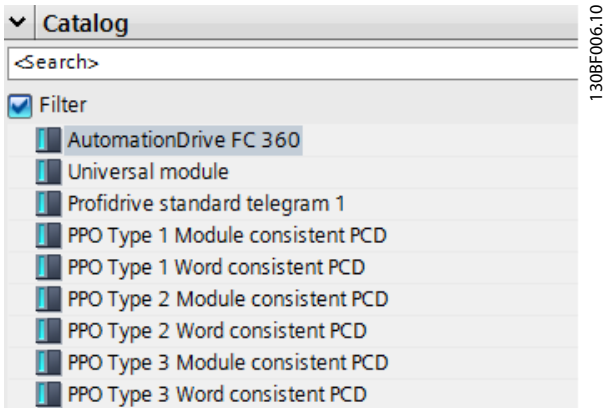 Catalog
<Search>
Filter
AutomationDrive FC 360
Universal module
Profidrive standard telegram 1
PPO Type 1 Module consistent PCD
PPO Type 1 Word consistent PCD
PPO Type 2 Module consistent PCD
PPO Type 2 Word consistent PCD
PPO Type 3 Module consistent PCD
PPO Type 3 Word consistent PCD
130BF006.10